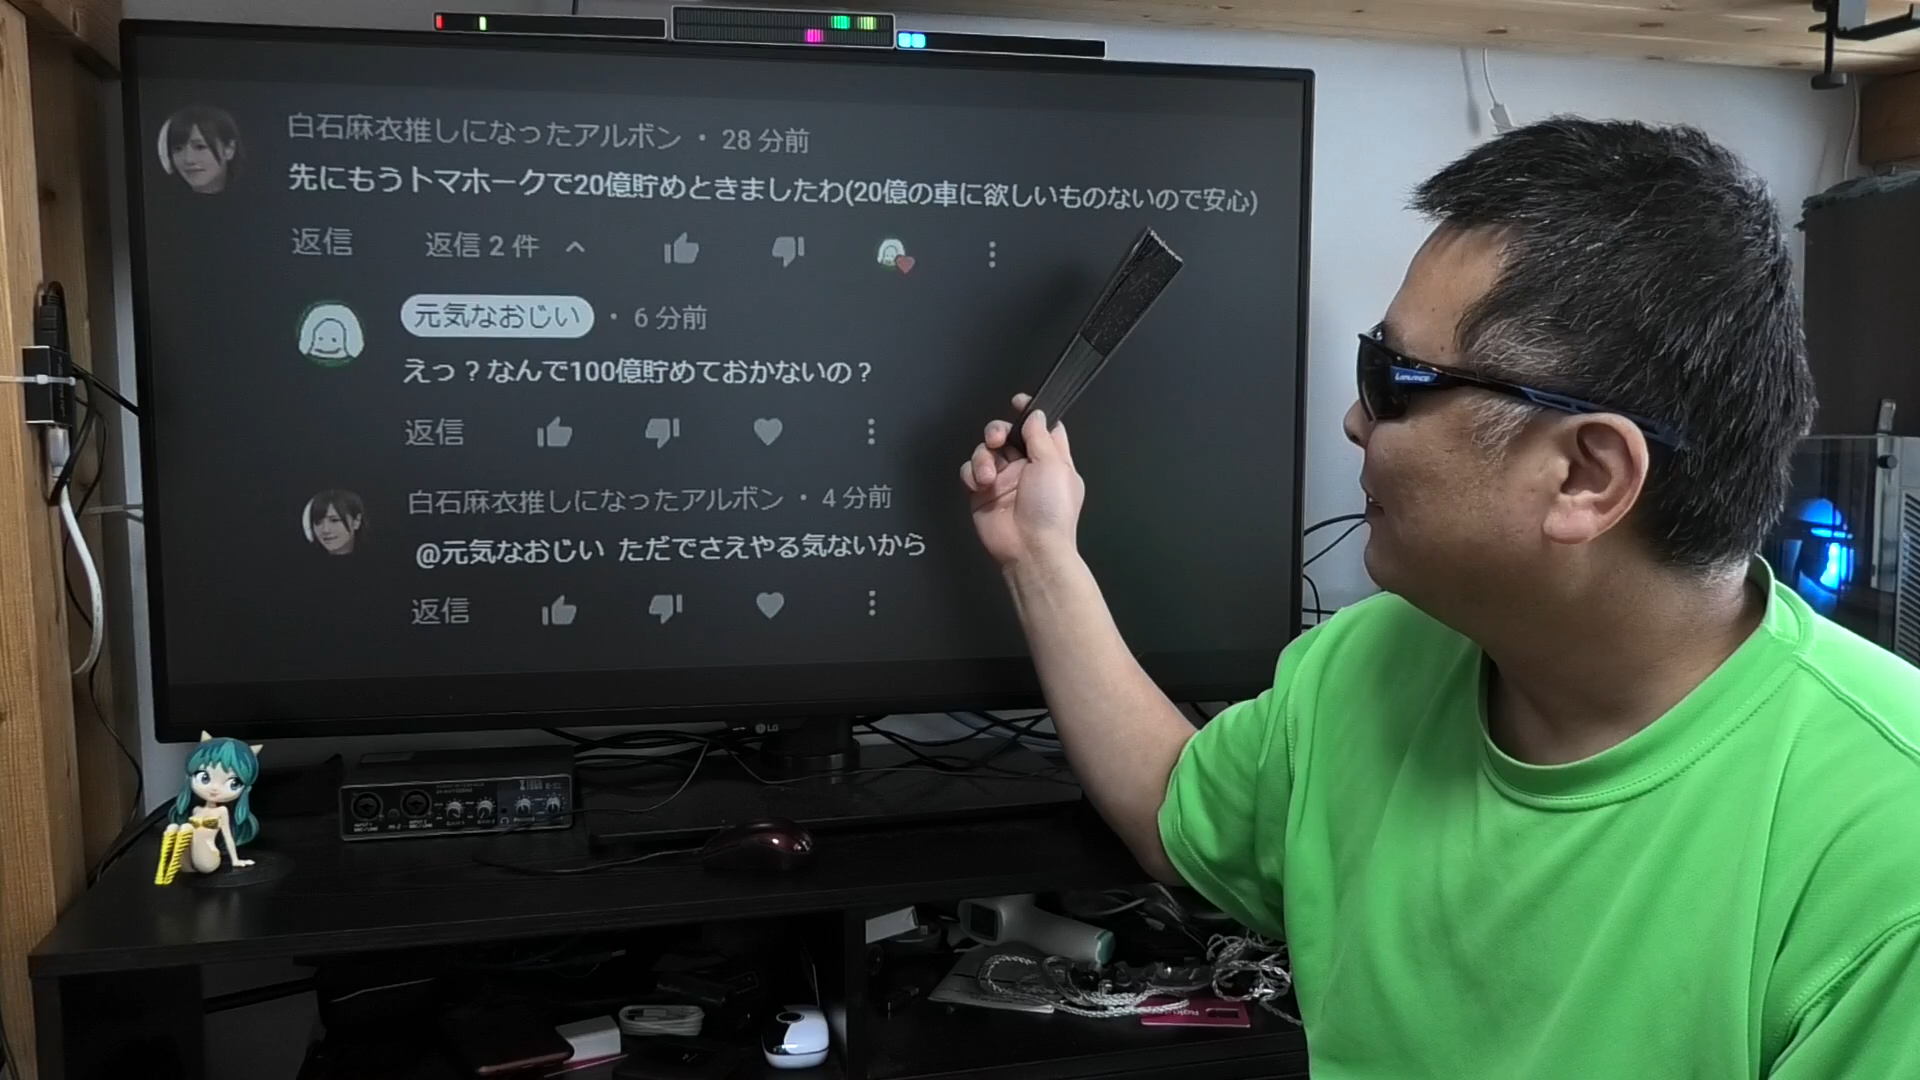 白石麻衣推しになったアルボン・28 分前
先にもうトマホークで20億貯めときましたわ(20億の車に欲しいものないので安心)
返信 返信 2 件
元気なおじい・6 分前
えっ？なんで100億貯めておかないの？
返信
白石麻衣推しになったアルボン・4 分前
@元気なおじい ただでさえやる気ないから
返信
LG